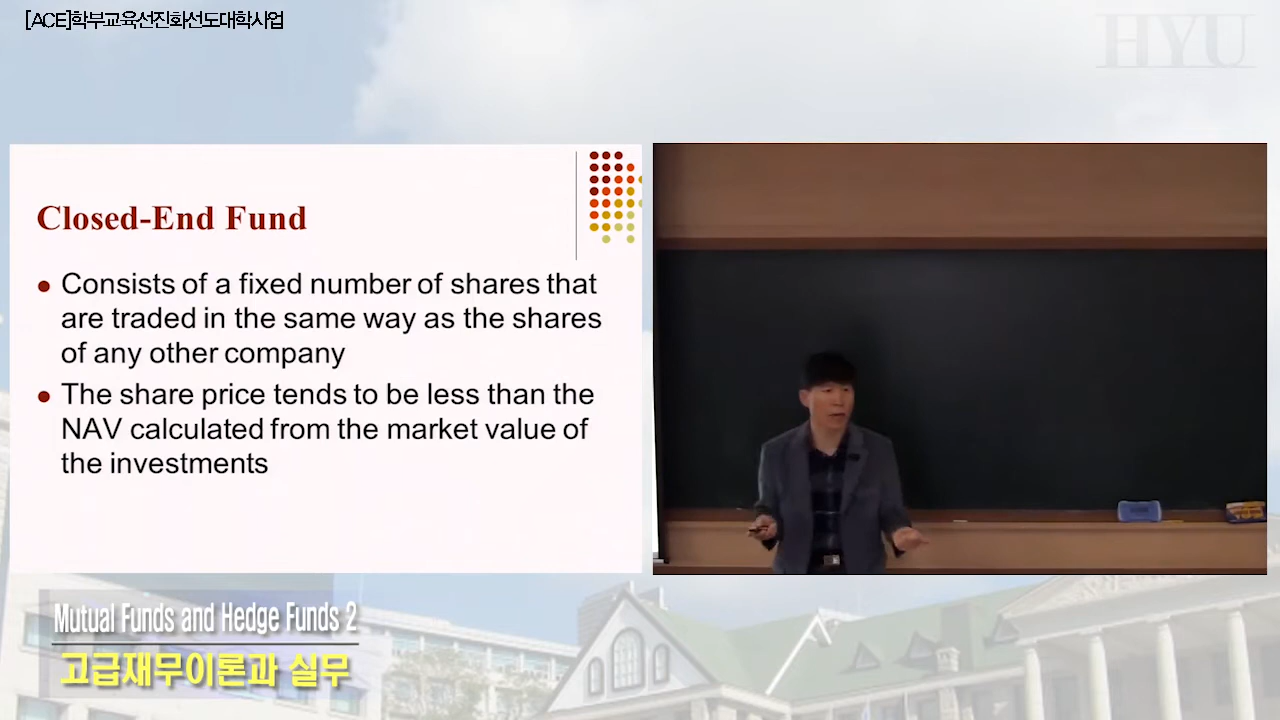 [ACE]학부교육선진화선도대학사업
HYU
Closed-End Fund
• Consists of a fixed number of shares that
are traded in the same way as the shares
of any other company
• The share price tends to be less than the
NAV calculated from the market value of
the investments
Mutual Funds and Hedge Funds 2
고급재무이론과 실무